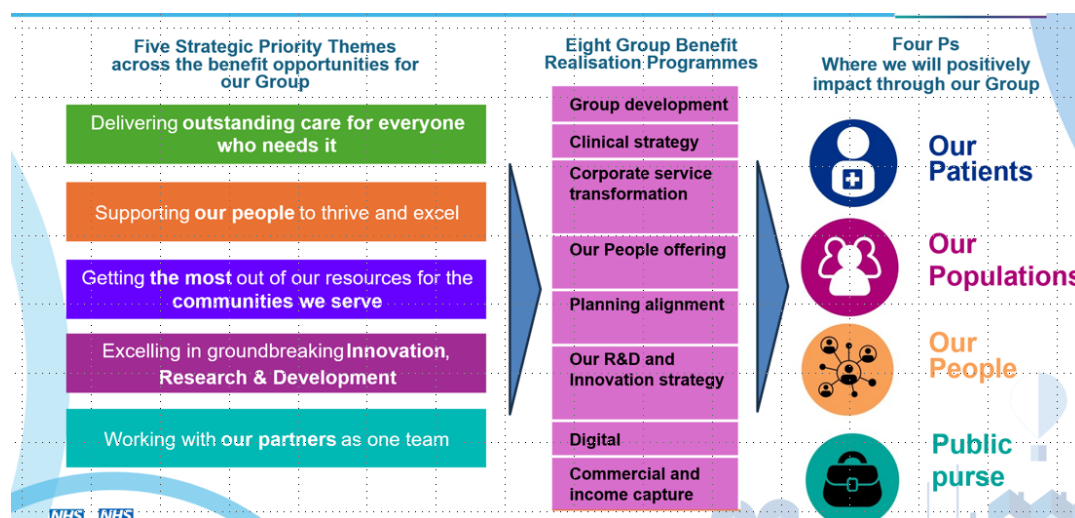 Five Strategic Priority Themes
across the benefit opportunities for
our Group
Delivering outstanding care for everyone
who needs it
Supporting our people to thrive and excel
Getting the most out of our resources for the
communities we serve
Excelling in groundbreaking Innovation,
Research & Development
Working with our partners as one team
Eight Group Benefit
Realisation Programmes
Group development
Clinical strategy
Corporate service
transformation
Our People offering
Planning alignment
Our R&D and
Innovation strategy
Digital
Commercial and
income capture
Four Ps
Where we will positively
impact through our Group
Our
Patients
Our
Populations
Our
People
Public
purse
NHS NHS